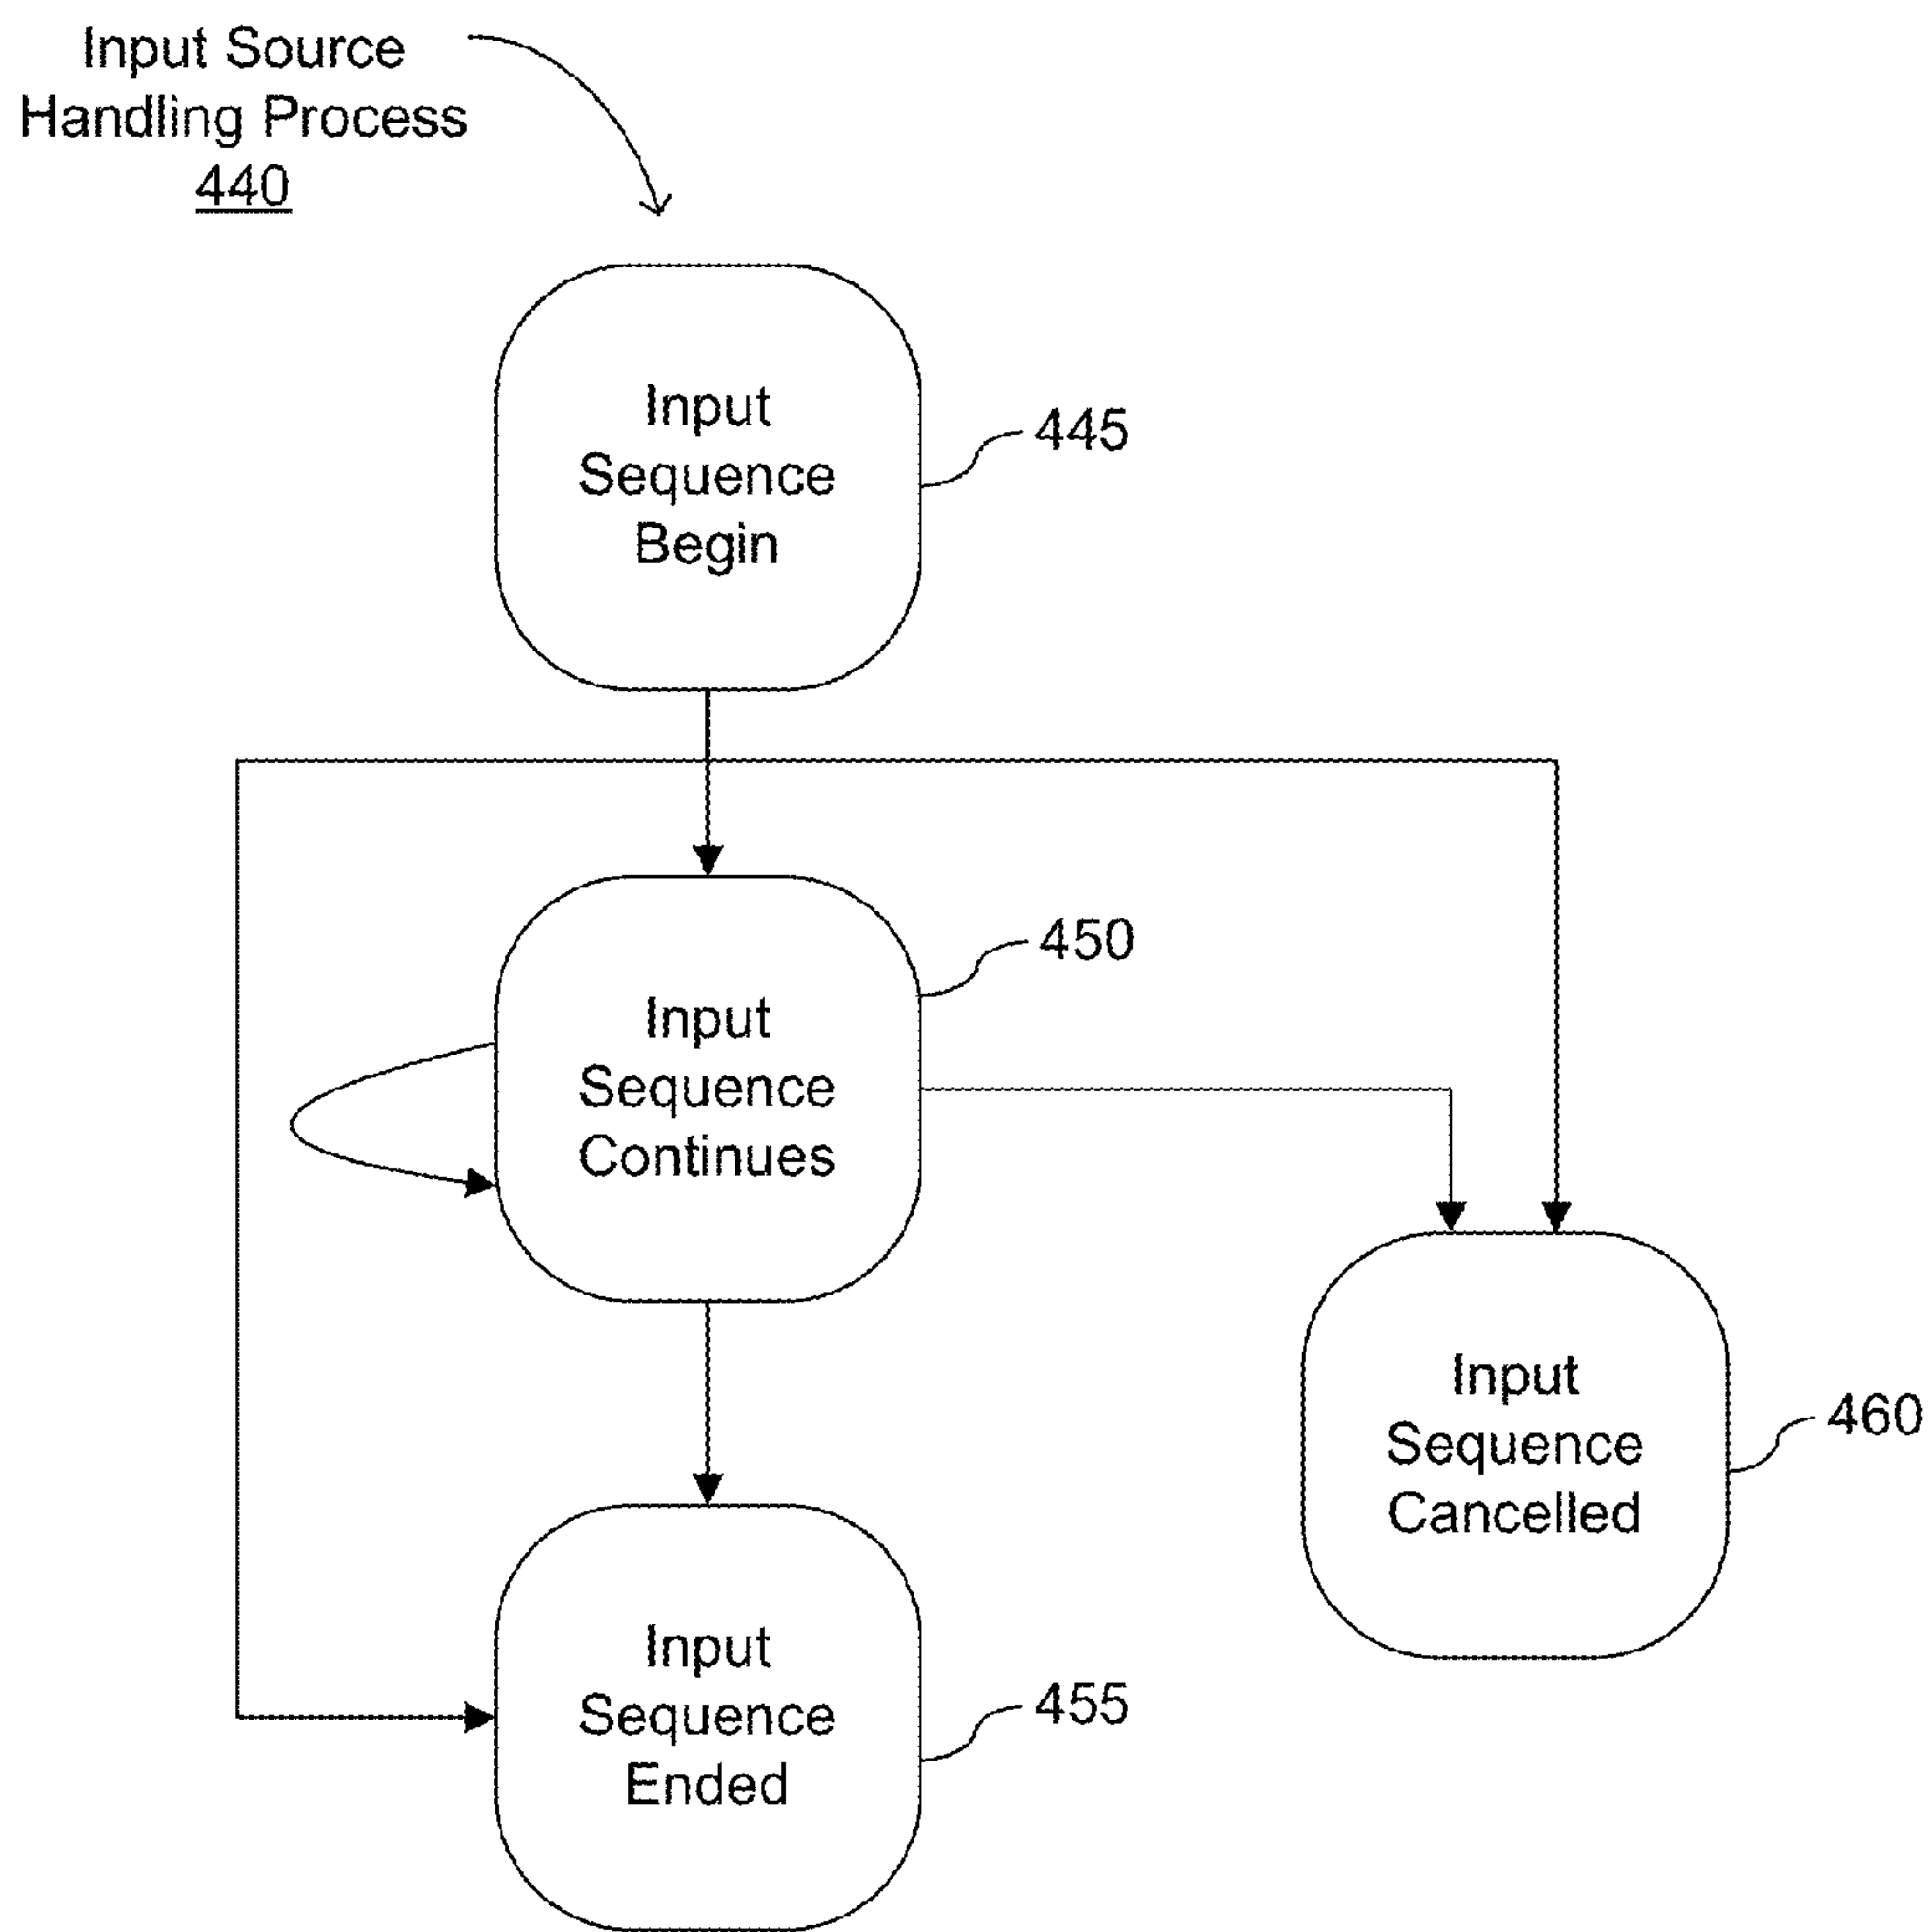 Input Source
Handling Process
440
Input
Sequence
Begin
445
Input
Sequence
Continues
450
Input
Sequence
Cancelled
460
Input
Sequence
Ended
455